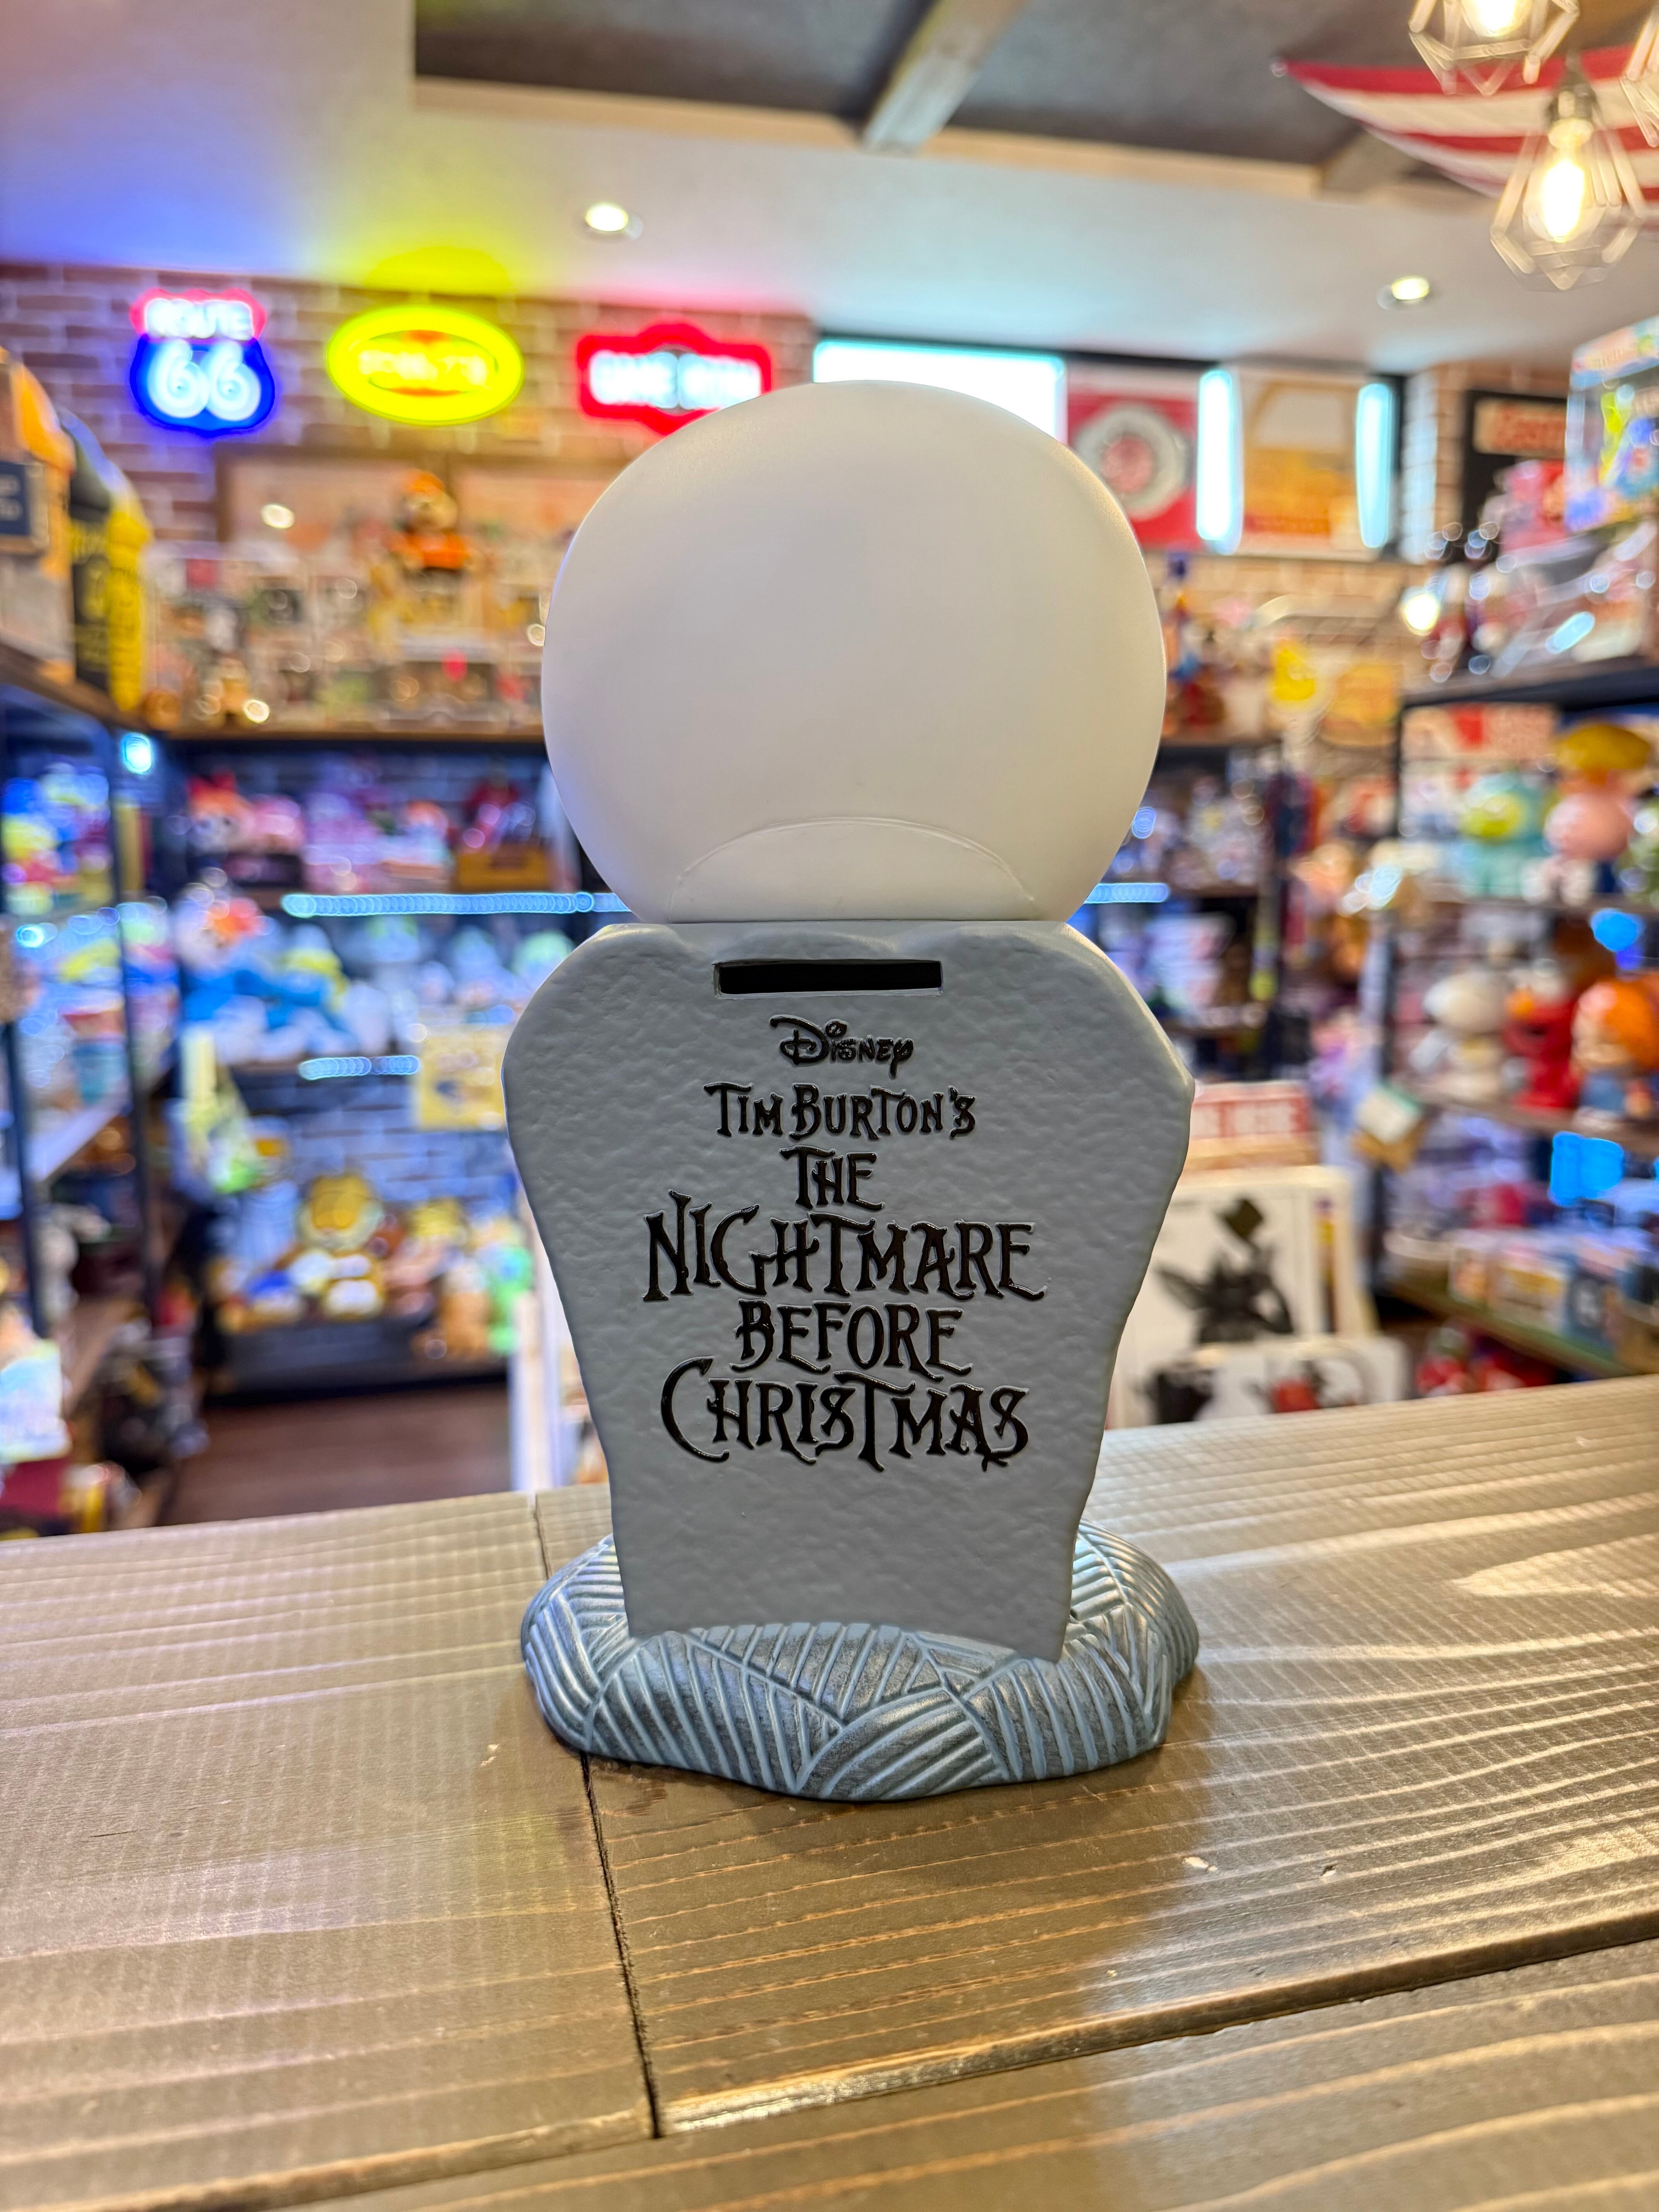 ROUTE
66
Disney
TIM BURTON'S
THE
NIGHTMARE
BEFORE
CHRISTMAS